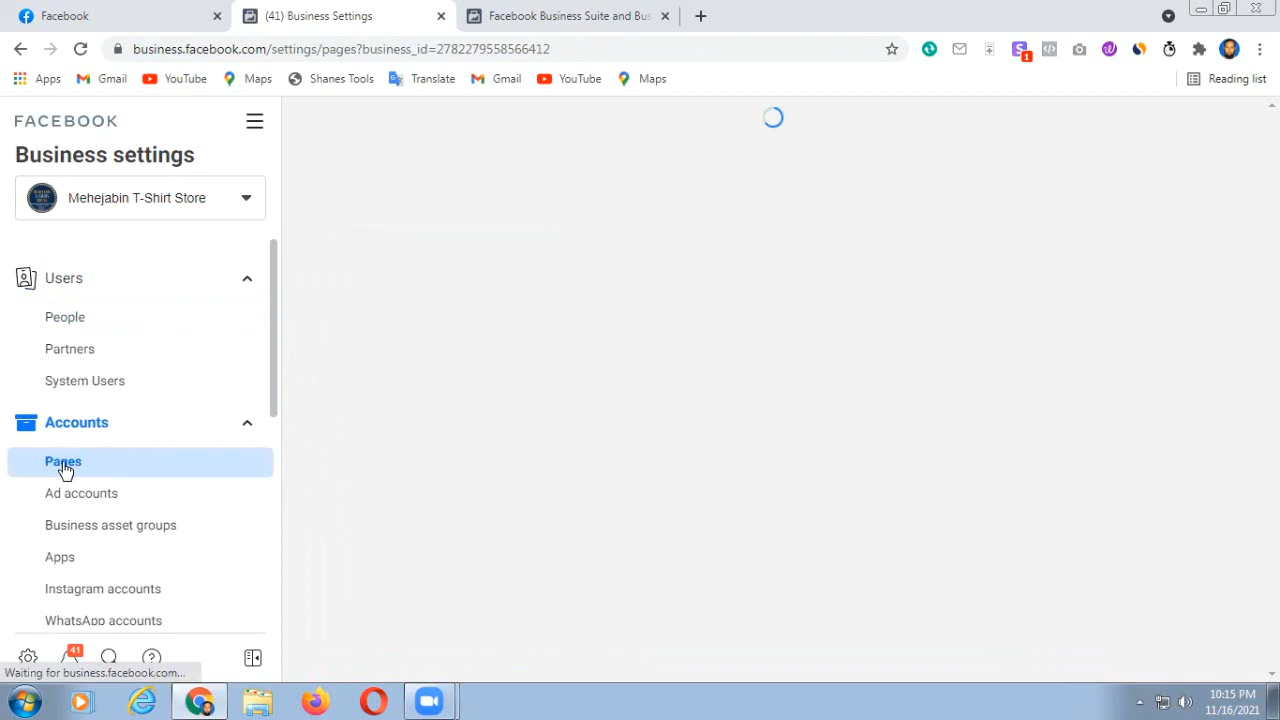 Facebook
(41) Business Settings
Facebook Business Suite and Bus
business.facebook.com/settings/pages?business_id=2782279558566412
1
Apps
Gmail
YouTube
Maps
Shanes Tools
Translate
Gmail
YouTube
Maps
Reading list
FACEBOOK
Business settings
Mehejabin T-Shirt Store
Users
People
Partners
System Users
Accounts
Pages
Ad accounts
Business asset groups
Apps
Instagram accounts
WhatsApp accounts
41
Waiting for business.facebook.com...
10:15 PM
11/16/2021